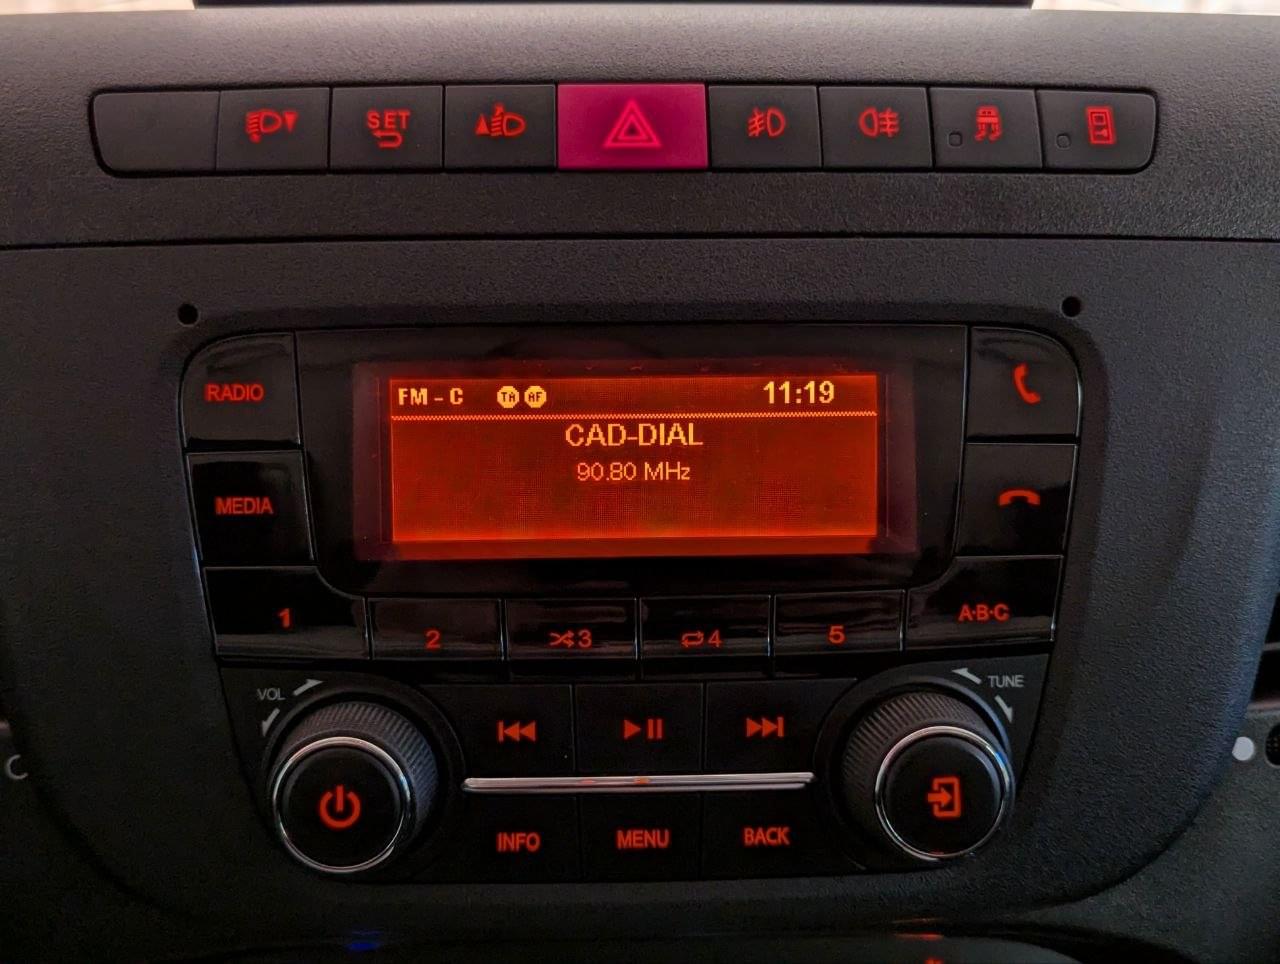 SET
RADIO
FM - C TA AF 11:19
CAD-DIAL
90.80 MHz
MEDIA
1 2 3 4 5 A·B·C
VOL TUNE
INFO MENU BACK